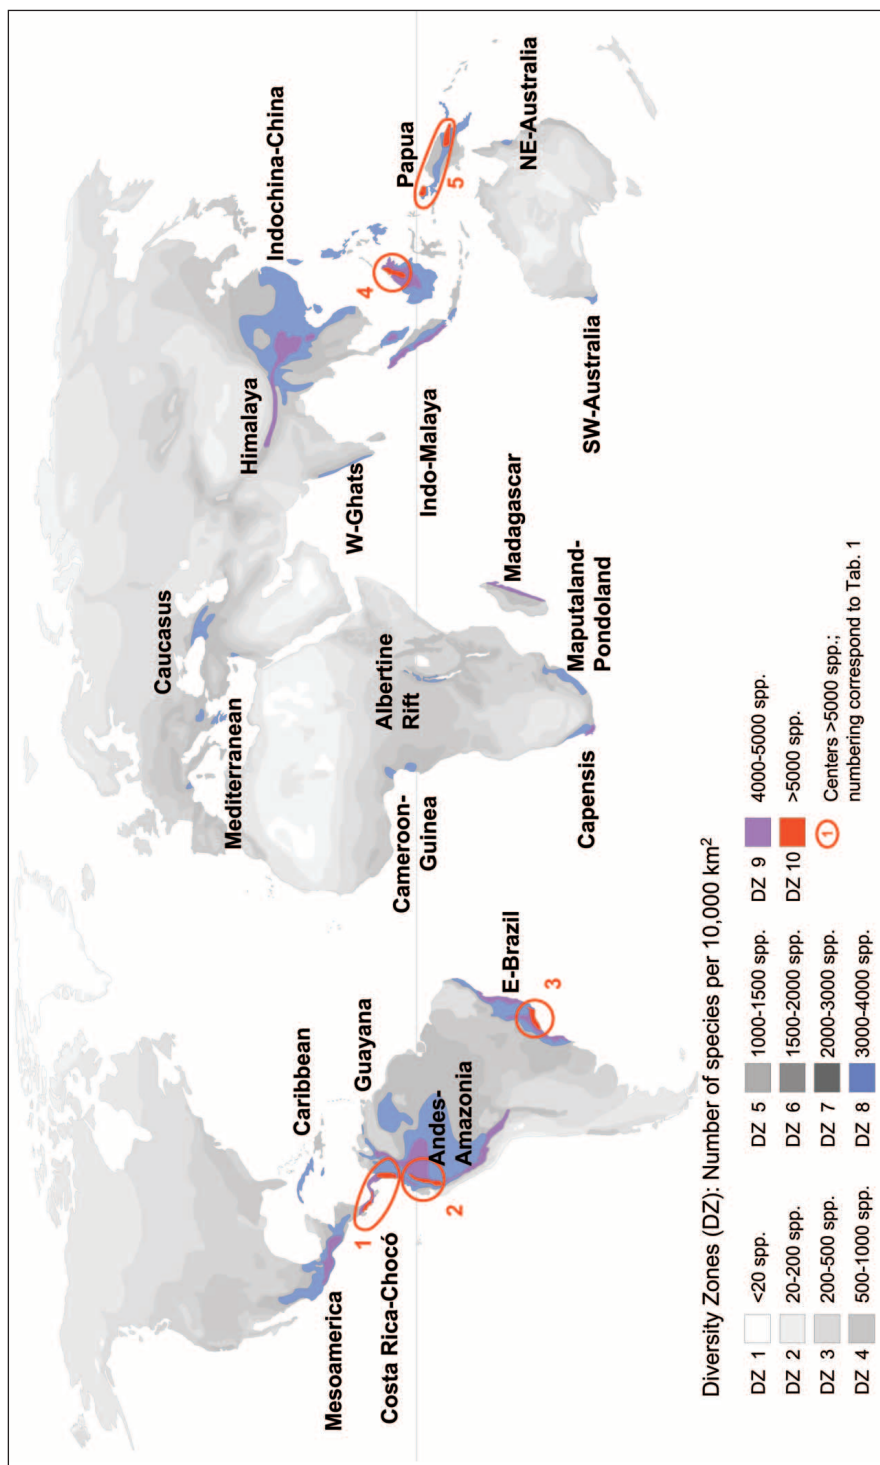 Caucasus
Mediterranean
Himalaya
Indochina-China
Caribbean
Mesoamerica
Guayana
Costa Rica-Chocó
1
Andes-
Amazonia
2
E-Brazil
3
Cameroon-
Guinea
Albertine
Rift
W-Ghats
Indo-Malaya
4
Papua
5
Madagascar
Maputaland-
Pondoland
Capensis
SW-Australia
NE-Australia
Diversity Zones (DZ): Number of species per 10,000 km²
DZ 1 <20 spp.
DZ 2 20-200 spp.
DZ 3 200-500 spp.
DZ 4 500-1000 spp.
DZ 5 1000-1500 spp.
DZ 6 1500-2000 spp.
DZ 7 2000-3000 spp.
DZ 8 3000-4000 spp.
DZ 9 4000-5000 spp.
DZ 10 >5000 spp.
1 Centers >5000 spp.;
numbering correspond to Tab. 1